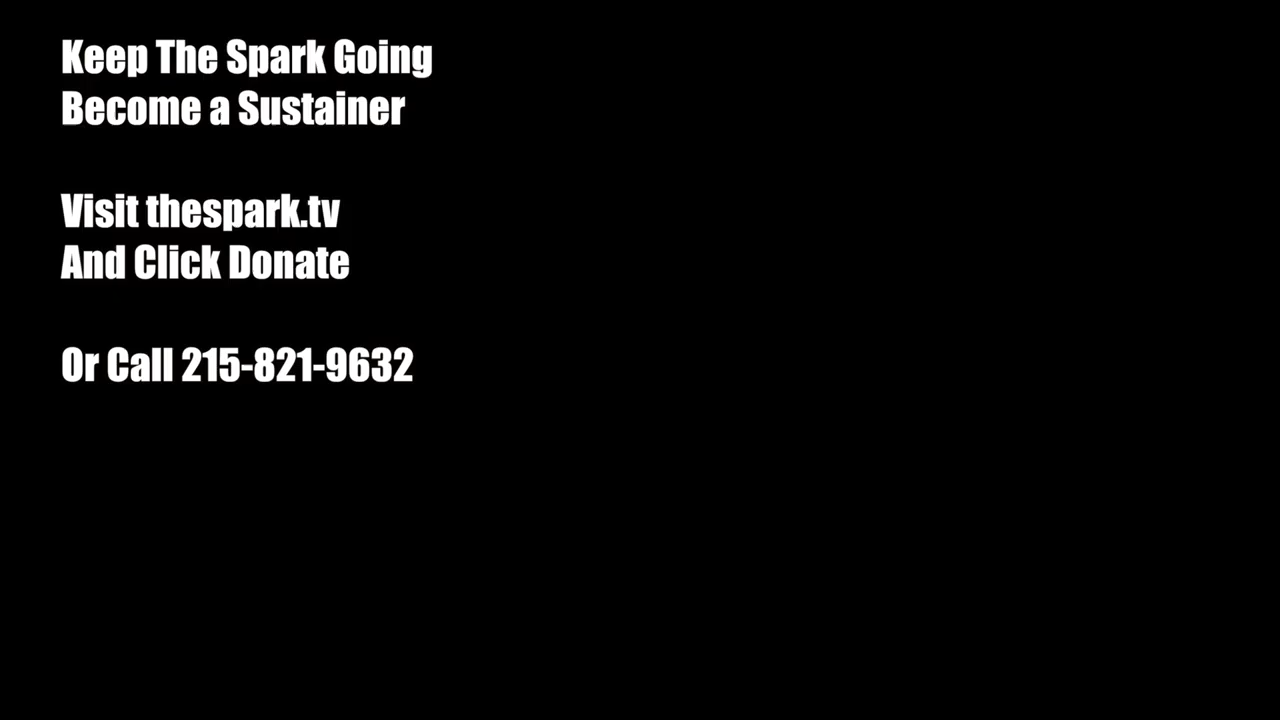 Keep The Spark Going
Become a Sustainer
Visit thespark.tv
And Click Donate
Or Call 215-821-9632